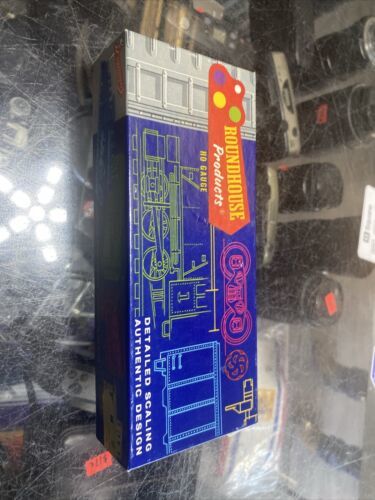 ROUNDHOUSE
Products
HO GAUGE
DETAILED SCALING
AUTHENTIC DESIGN